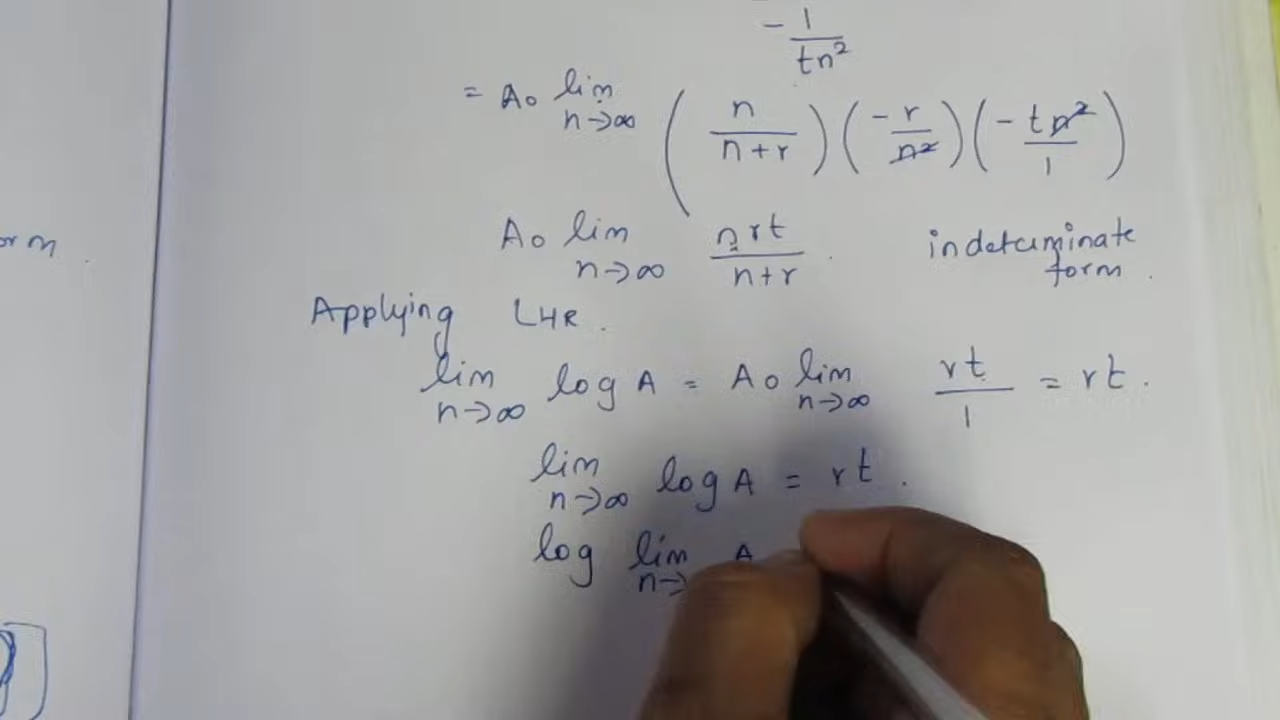 - 1/tn²
= A₀ lim n→∞ (n/n+r)(-r/n²)(-tn²/1)
A₀ lim n→∞ nrt/n+r . indeterminate form .
orm .
Applying LHR .
lim n→∞ log A = A₀ lim n→∞ rt/1 = rt .
lim n→∞ log A = rt .
log lim n→ A